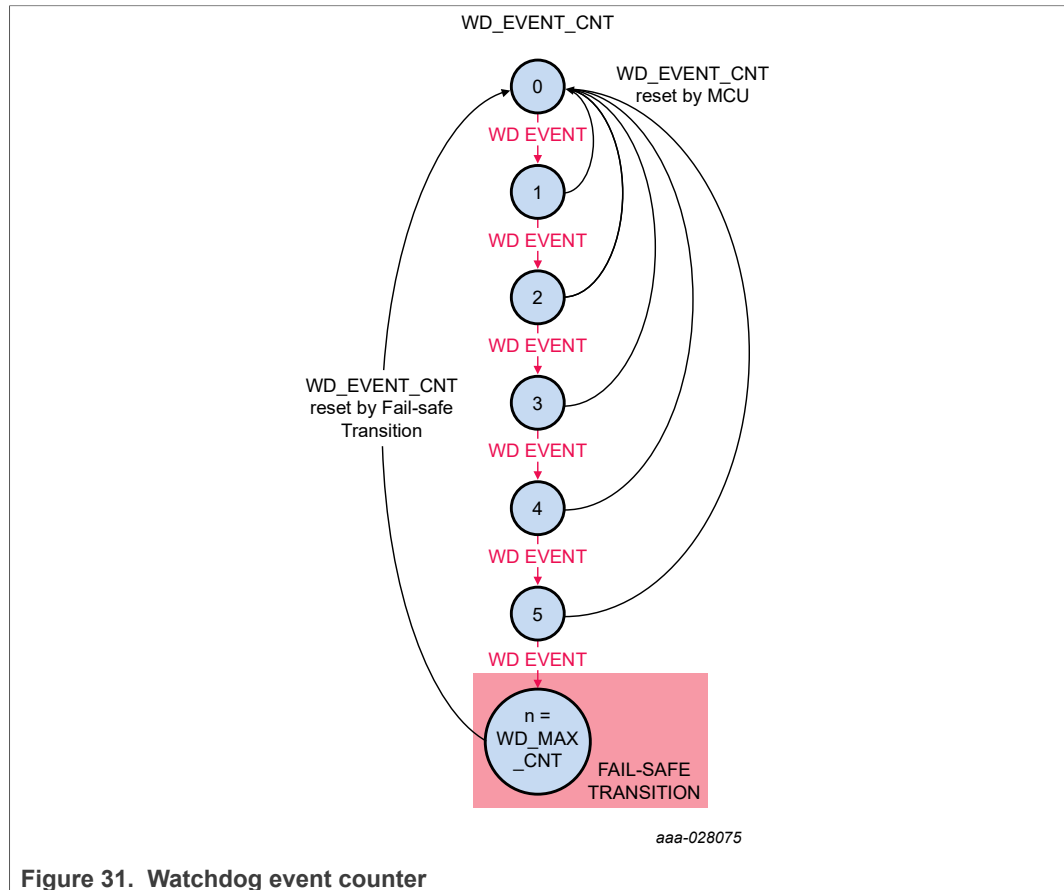 WD_EVENT_CNT
0
WD_EVENT_CNT
reset by MCU
WD EVENT
1
WD EVENT
2
WD EVENT
3
WD_EVENT_CNT
reset by Fail-safe
Transition
WD EVENT
4
WD EVENT
5
WD EVENT
n =
WD_MAX
_CNT
FAIL-SAFE
TRANSITION
aaa-028075
Figure 31. Watchdog event counter